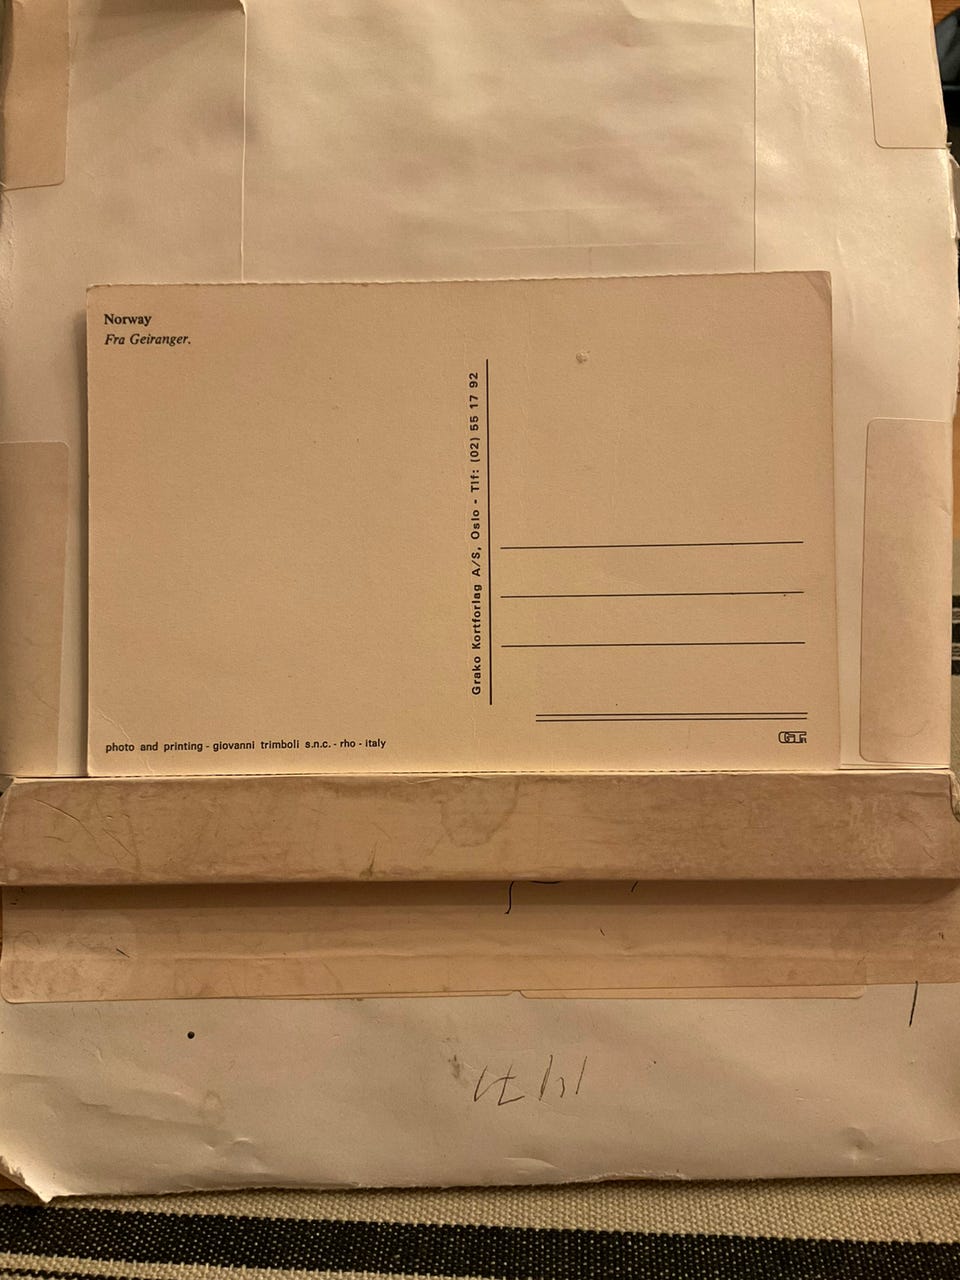 Norway
Fra Geiranger.
Grako Kortforlag A/S, Oslo - Tlf: (02) 55 17 92
photo and printing - giovanni trimboli s.n.c. - rho - italy